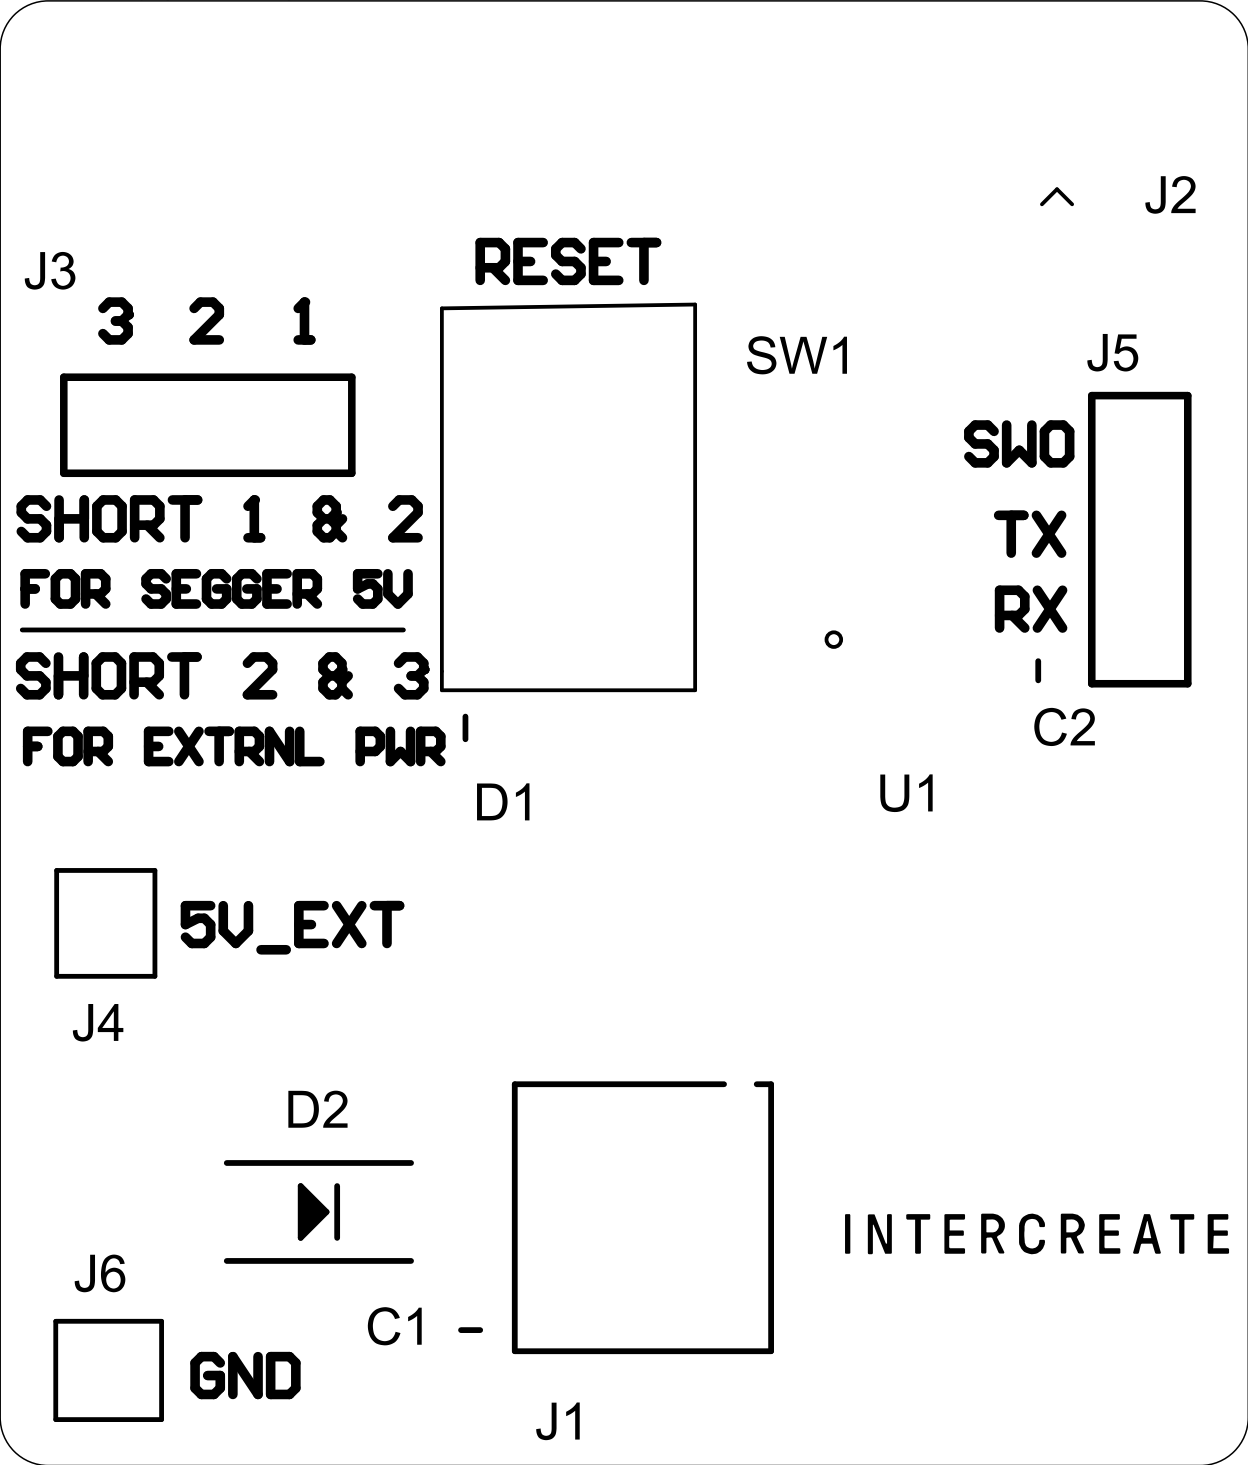 J2
RESET
J3
3 2 1
SW1
J5
SWO
SHORT 1 & 2
TX
FOR SEGGER 5V
RX
SHORT 2 & 3
C2
FOR EXTRNL PWR
D1
U1
5V_EXT
J4
D2
INTERCREATE
J6
C1
GND
J1